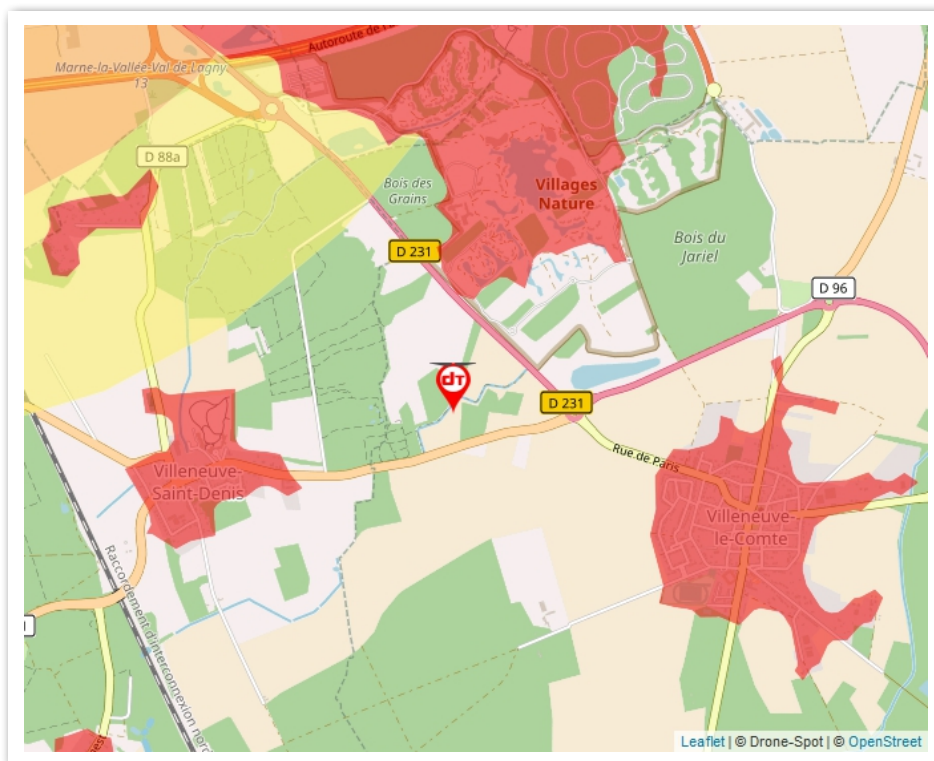 Autoroute de l'
Marne-la-Vallée-Val de Lagny
13
D 88a
Bois des
Grains
Villages
Nature
D 231
Bois du
Jariel
D 96
dT
D 231
Rue de Paris
Villeneuve-
Saint-Denis
Villeneuve-
le-Comte
Raccordement d'interconnexion nord
Leaflet | © Drone-Spot | © OpenStreet